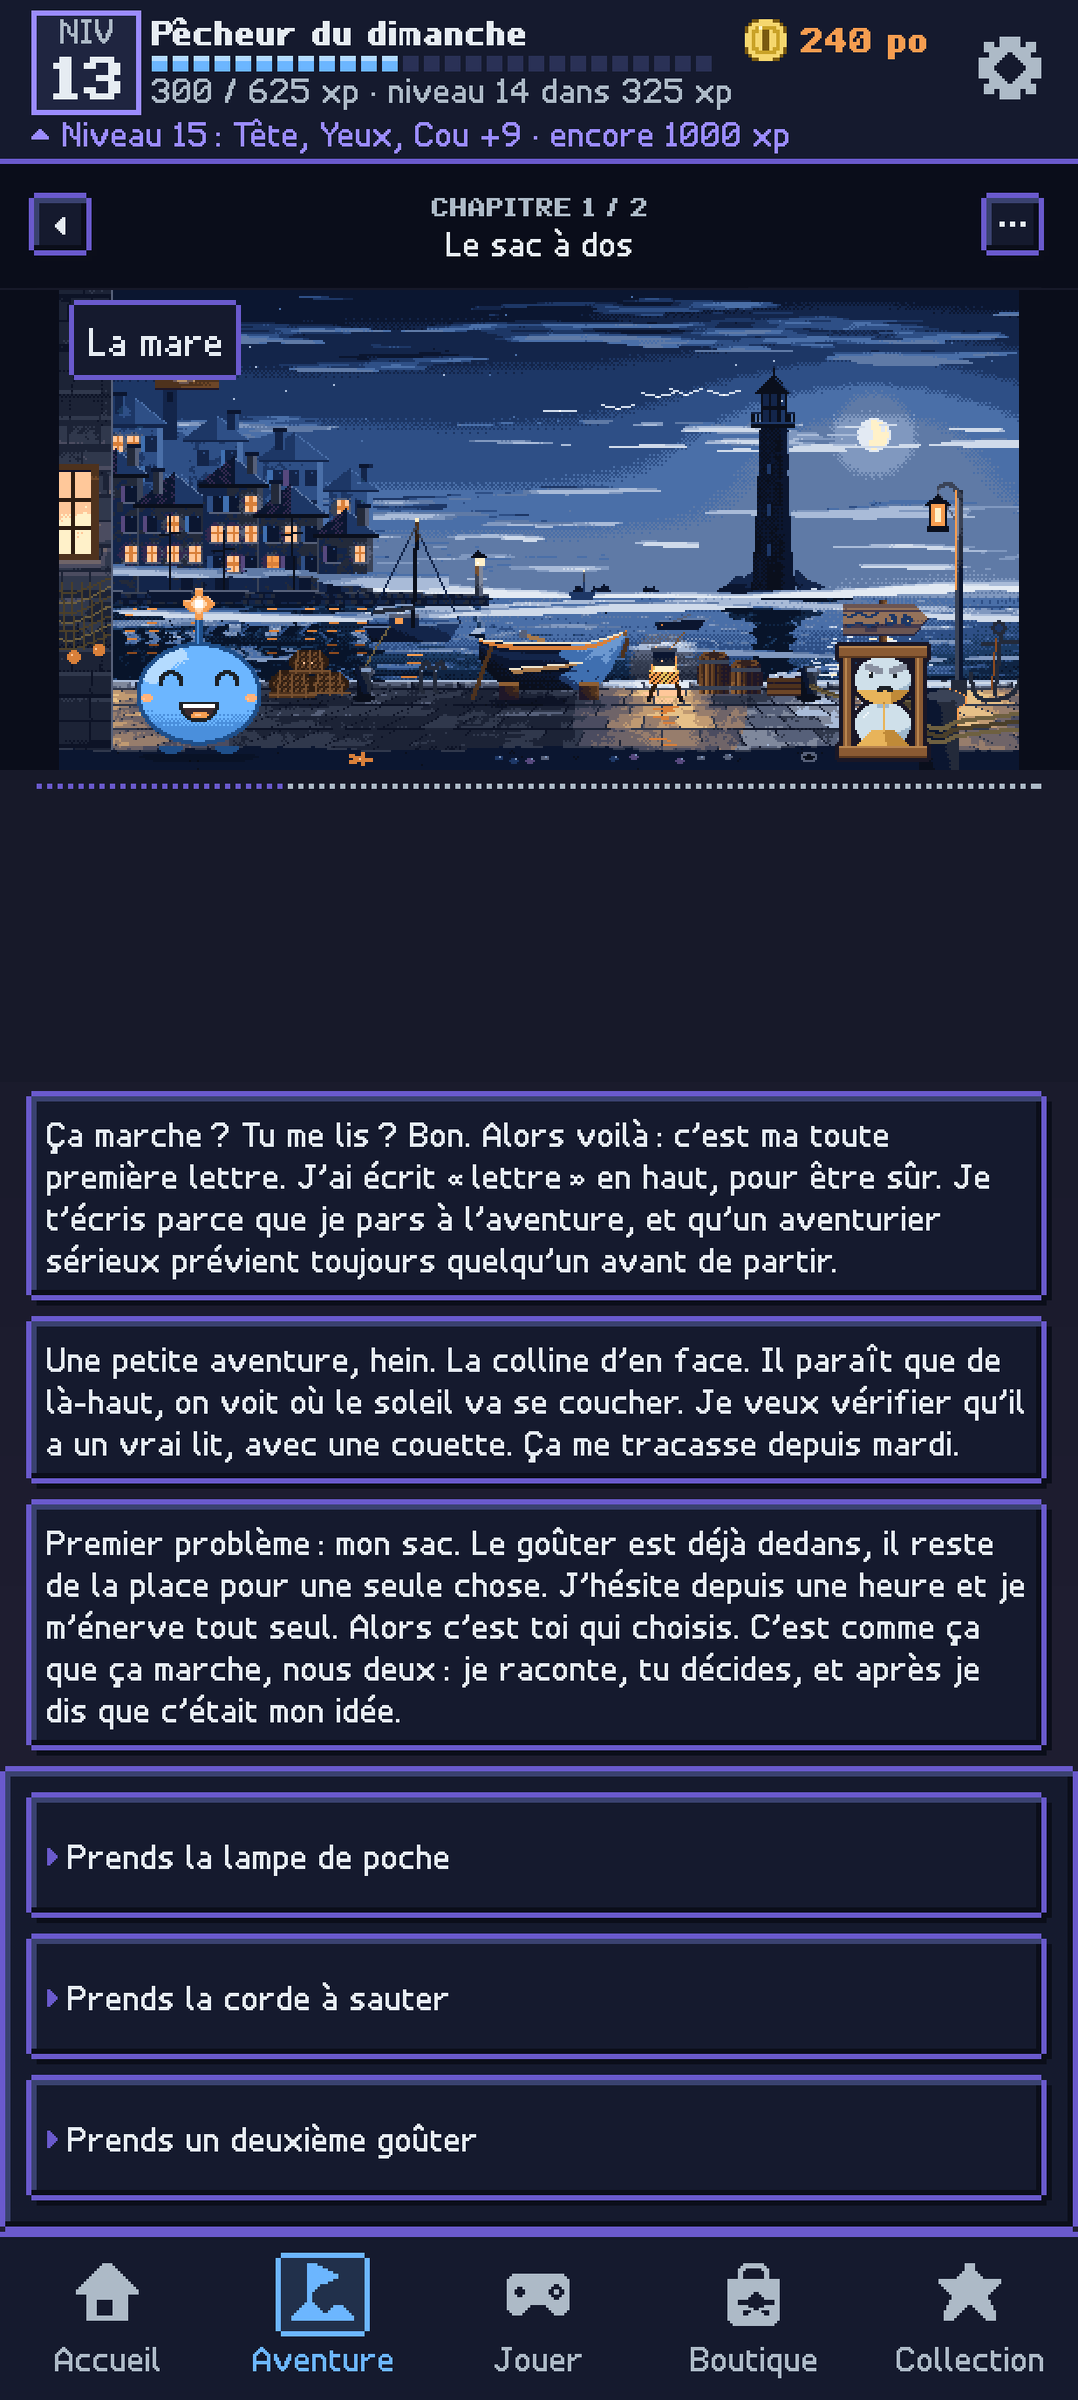 NIV
13
Pêcheur du dimanche
240 po
300 / 625 xp · niveau 14 dans 325 xp
Niveau 15 : Tête, Yeux, Cou +9 · encore 1000 xp
CHAPITRE 1 / 2
Le sac à dos
La mare
Ça marche ? Tu me lis ? Bon. Alors voilà : c’est ma toute
première lettre. J’ai écrit « lettre » en haut, pour être sûr. Je
t’écris parce que je pars à l’aventure, et qu’un aventurier
sérieux prévient toujours quelqu’un avant de partir.
Une petite aventure, hein. La colline d’en face. Il paraît que de
là-haut, on voit où le soleil va se coucher. Je veux vérifier qu’il
a un vrai lit, avec une couette. Ça me tracasse depuis mardi.
Premier problème : mon sac. Le goûter est déjà dedans, il reste
de la place pour une seule chose. J’hésite depuis une heure et je
m’énerve tout seul. Alors c’est toi qui choisis. C’est comme ça
que ça marche, nous deux : je raconte, tu décides, et après je
dis que c’était mon idée.
Prends la lampe de poche
Prends la corde à sauter
Prends un deuxième goûter
Accueil
Aventure
Jouer
Boutique
Collection